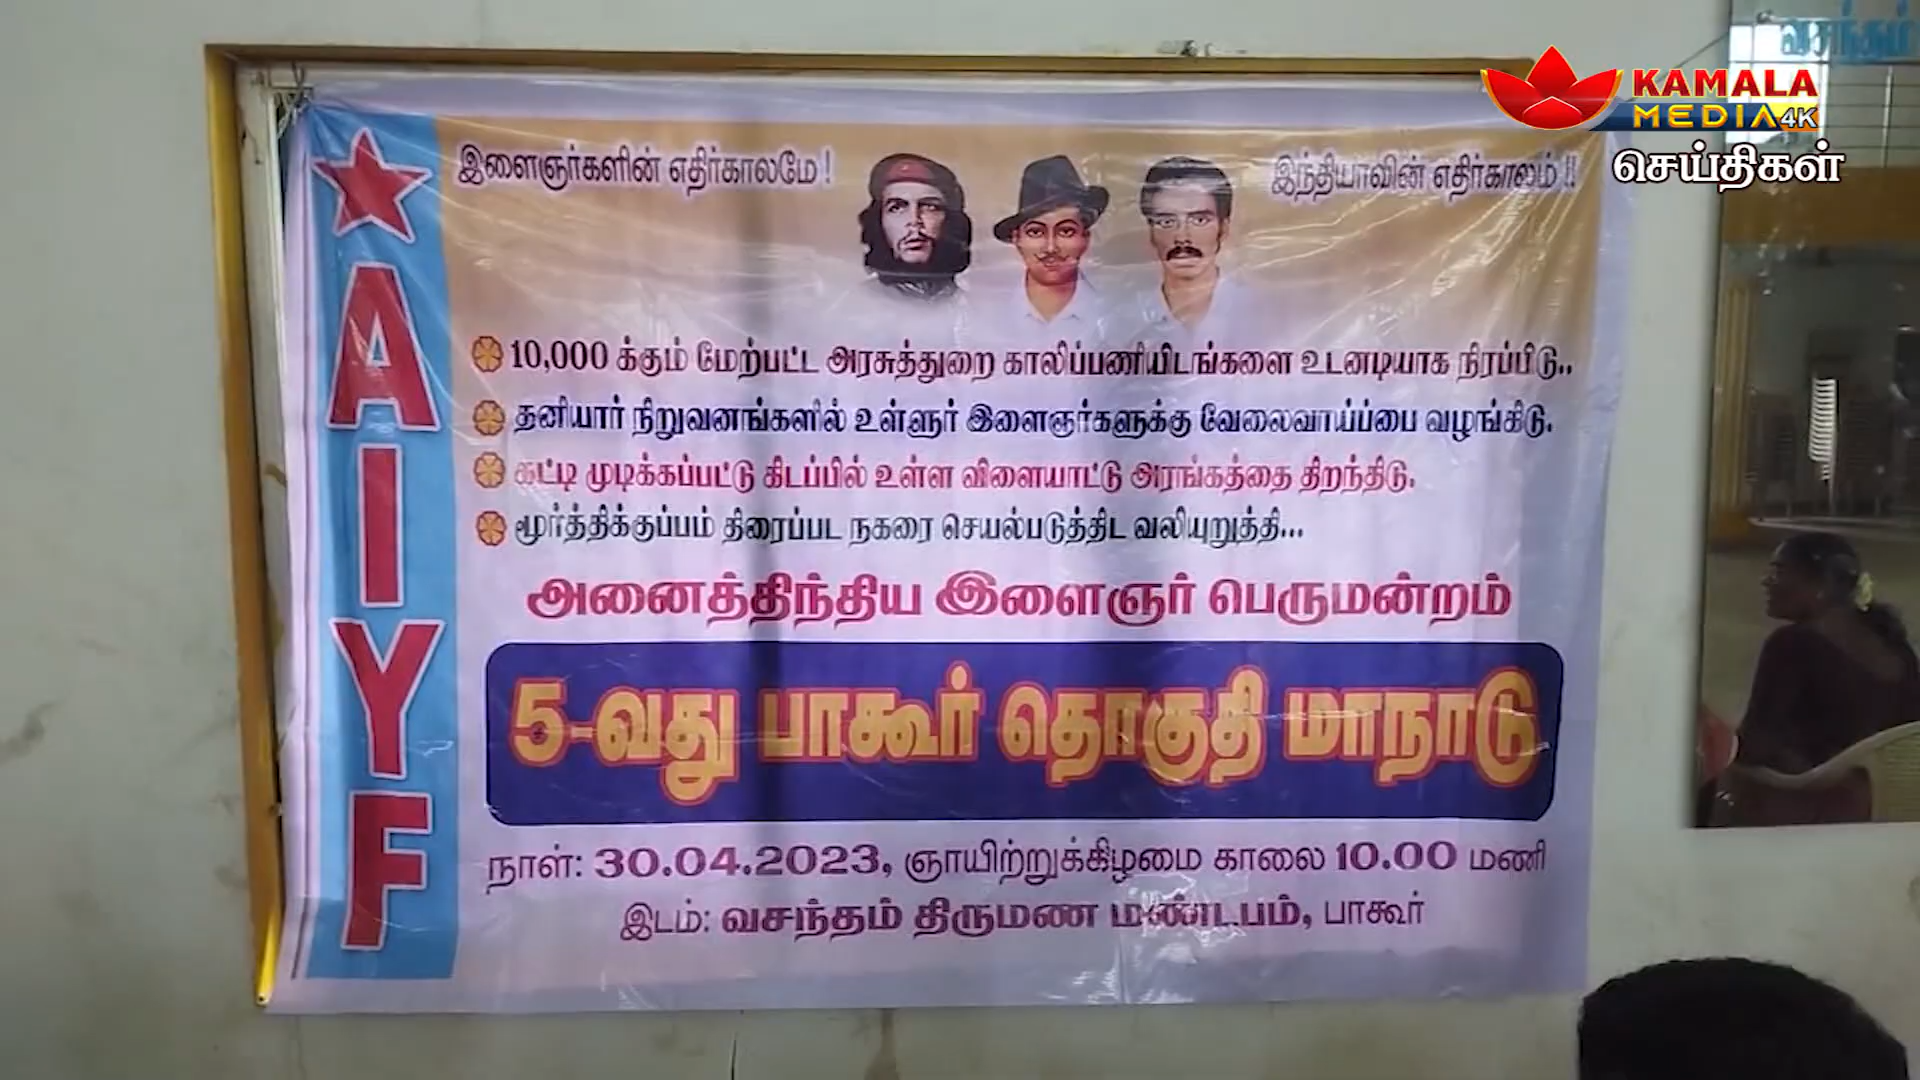 வசந்தம்
KAMALA
MEDIA 4K
செய்திகள்
இளைஞர்களின் எதிர்காலமே !
இந்தியாவின் எதிர்காலம் !!
AIYF
10,000 க்கும் மேற்பட்ட அரசுத்துறை காலிப்பணியிடங்களை உடனடியாக நிரப்பிடு..
தனியார் நிறுவனங்களில் உள்ளூர் இளைஞர்களுக்கு வேலைவாய்ப்பை வழங்கிடு.
கட்டி முடிக்கப்பட்டு கிடப்பில் உள்ள விளையாட்டு அரங்கத்தை திறந்திடு.
மூர்த்திக்குப்பம் திரைப்பட நகரை செயல்படுத்திட வலியுறுத்தி...
அனைத்திந்திய இளைஞர் பெருமன்றம்
5-வது பாகூர் தொகுதி மாநாடு
நாள்: 30.04.2023, ஞாயிற்றுக்கிழமை காலை 10.00 மணி
இடம்: வசந்தம் திருமண மண்டபம், பாகூர்